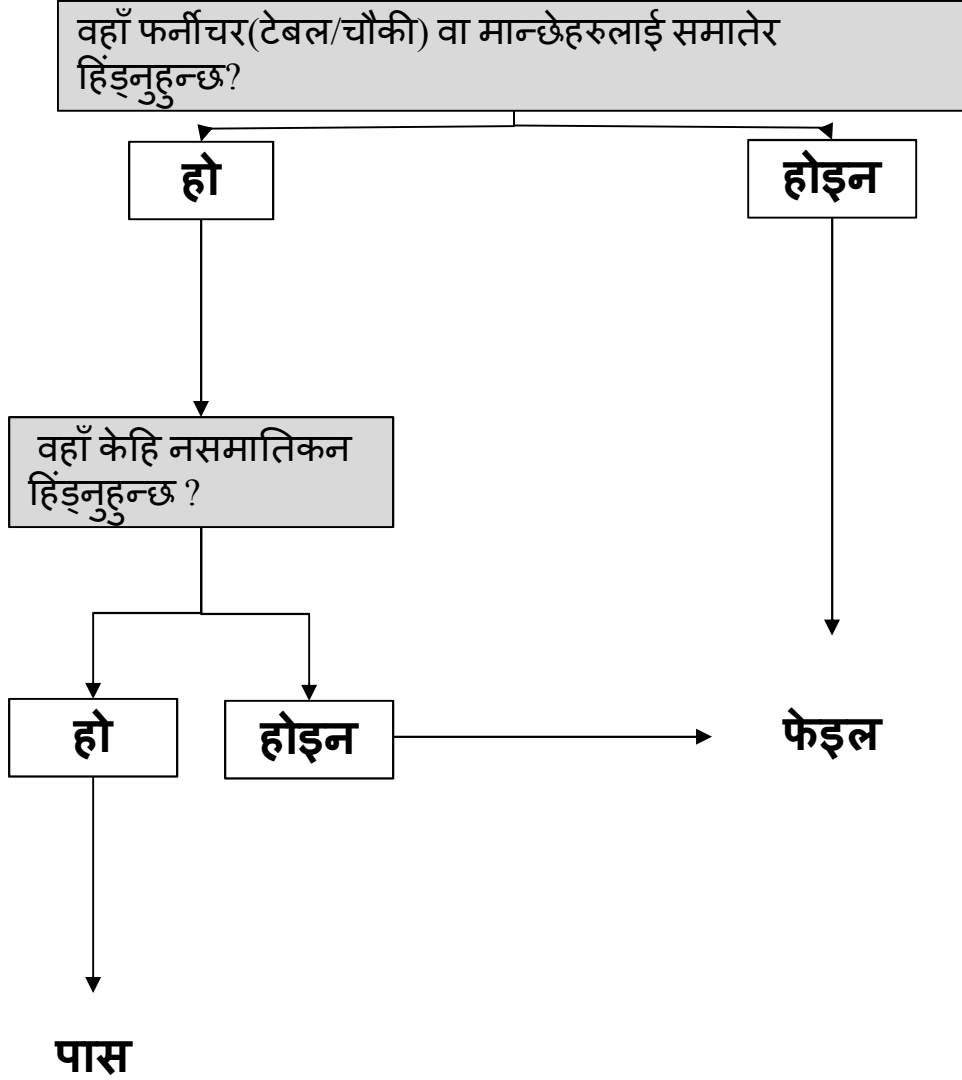 वहाँ फर्नीचर(टेबल/चौकी) वा मान्छेहरुलाई समातेर
हिंड्नुहुन्छ?
हो
होइन
वहाँ केहि नसमातिकन
हिंड्नुहुन्छ ?
हो
होइन
फेइल
पास